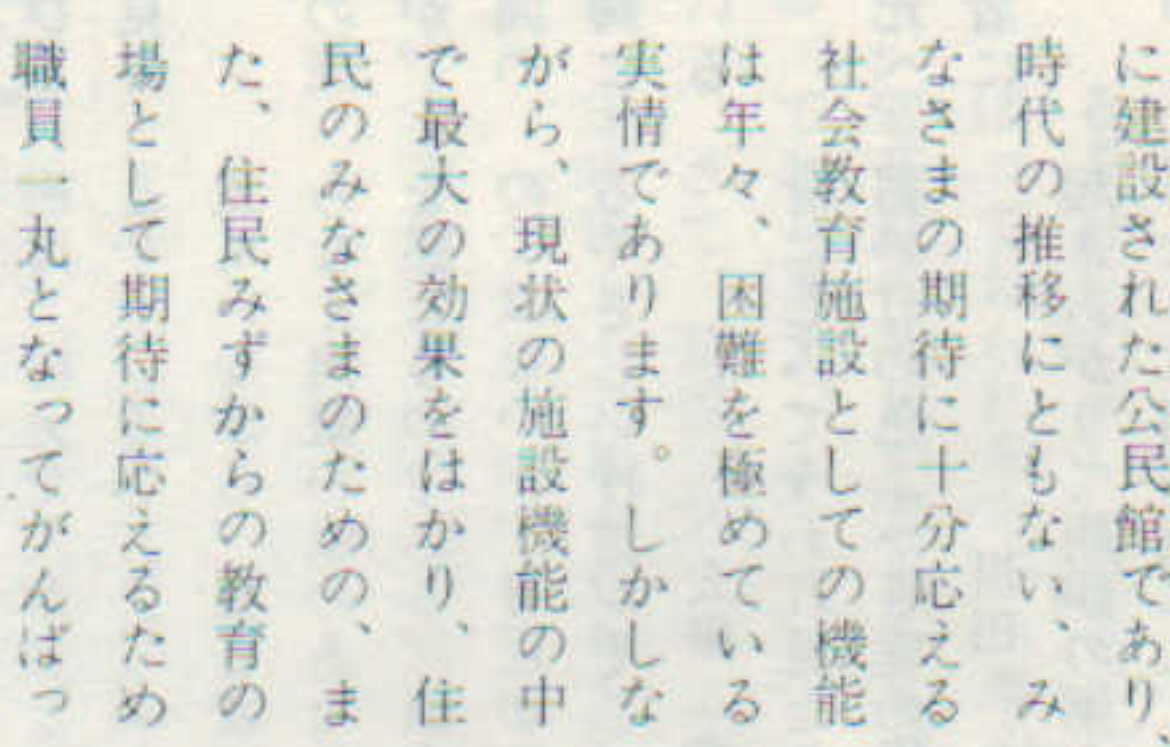 に建設された公民館であり、
時代の推移にともない、み
なさまの期待に十分応える
社会教育施設としての機能
は年々、困難を極めている
実情であります。しかしな
がら、現状の施設機能の中
で最大の効果をはかり、住
民のみなさまのための、ま
た、住民みずからの教育の
場として期待に応えるため
職員一丸となってがんばっ